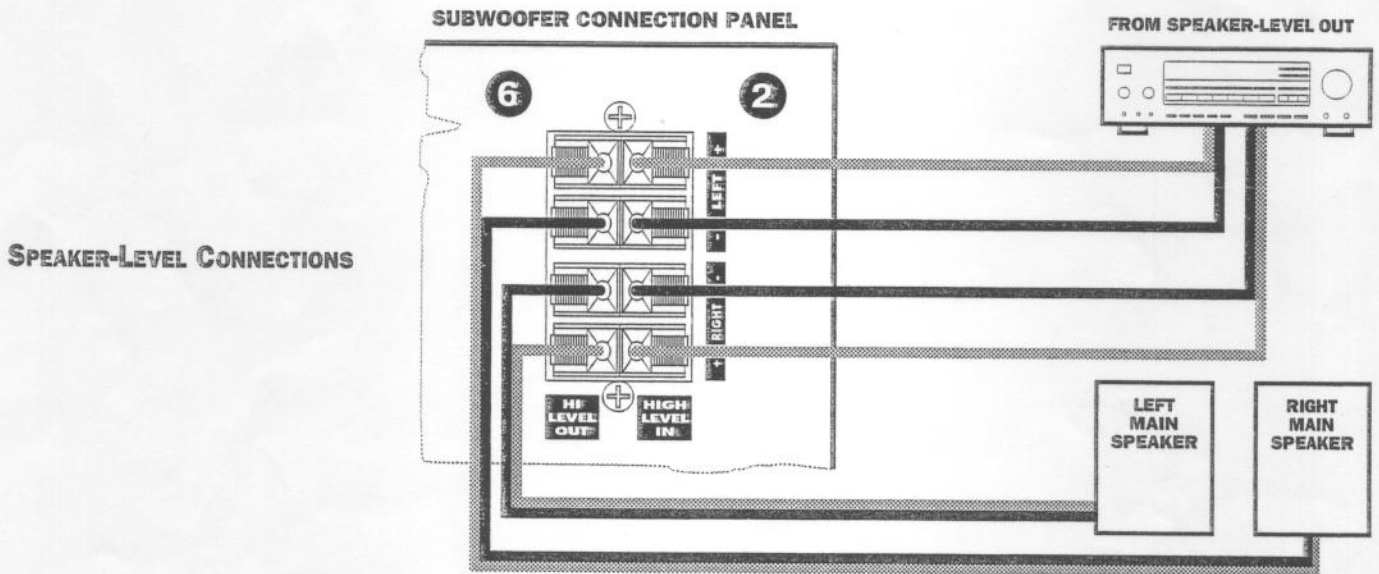 SUBWOOFER CONNECTION PANEL
FROM SPEAKER-LEVEL OUT
6
2
+
LEFT
-
SPEAKER-LEVEL CONNECTIONS
-
RIGHT
+
HI
LEVEL
OUT
HIGH
LEVEL
IN
LEFT
MAIN
SPEAKER
RIGHT
MAIN
SPEAKER